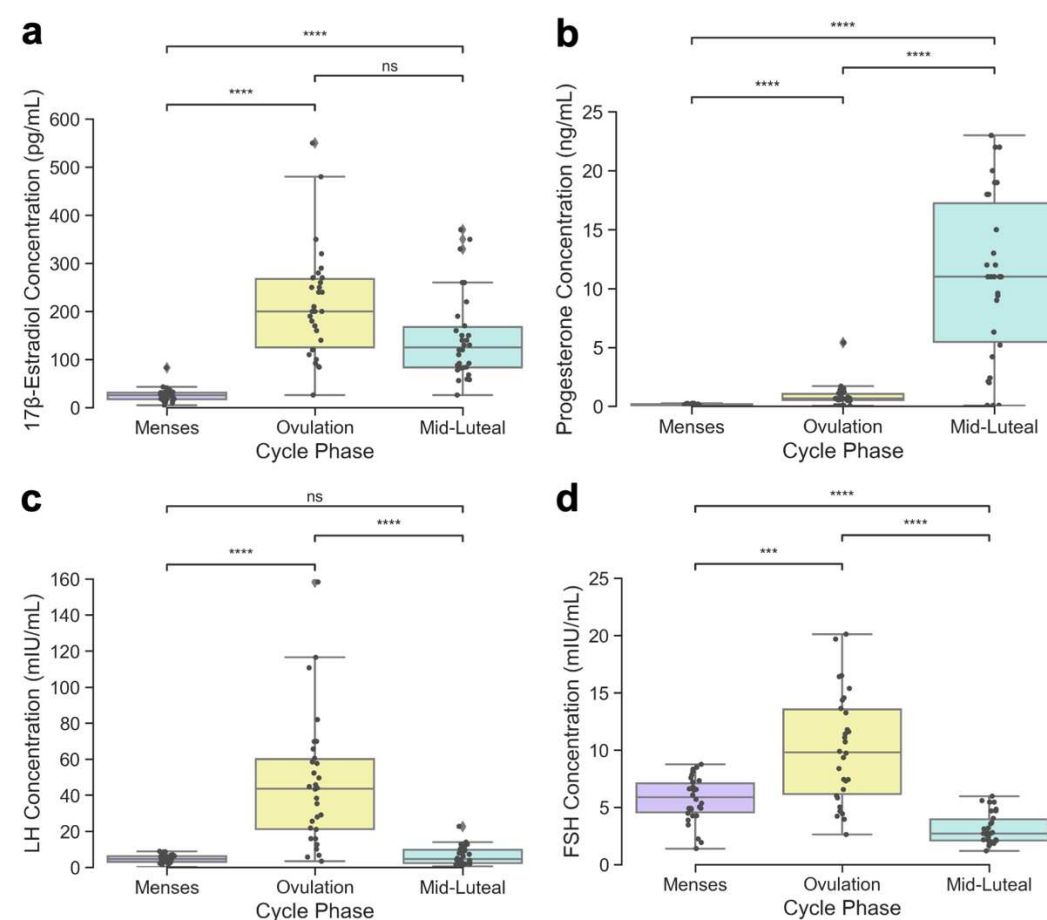 a
****
ns
****
17β-Estradiol Concentration (pg/mL)
600
500
400
300
200
100
0
Menses
Ovulation
Mid-Luteal
Cycle Phase
b
****
****
****
Progesterone Concentration (ng/mL)
25
20
15
10
5
0
Menses
Ovulation
Mid-Luteal
Cycle Phase
c
ns
****
****
LH Concentration (mIU/mL)
160
140
120
100
80
60
40
20
0
Menses
Ovulation
Mid-Luteal
Cycle Phase
d
****
****
***
FSH Concentration (mIU/mL)
25
20
15
10
5
0
Menses
Ovulation
Mid-Luteal
Cycle Phase